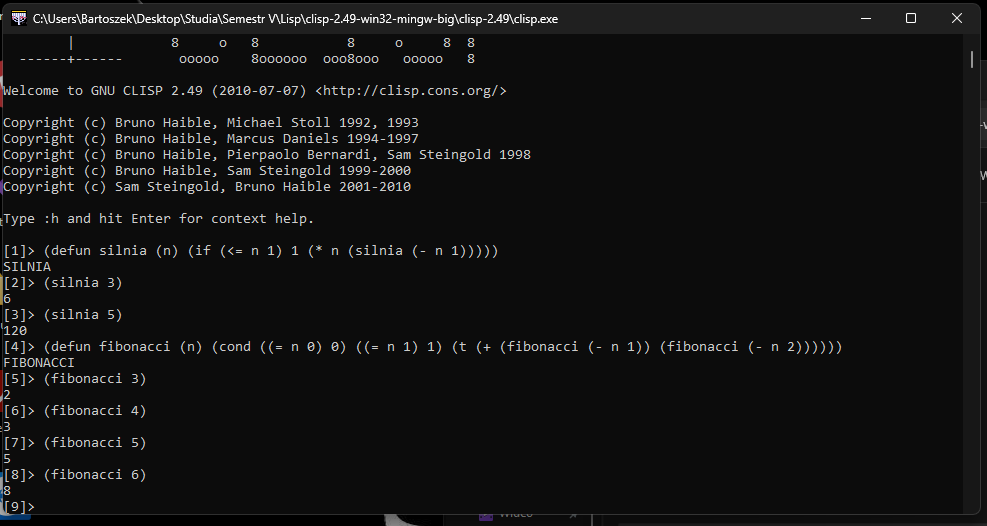 C:\Users\Bartoszek\Desktop\Studia\Semestr V\Lisp\clisp-2.49-win32-mingw-big\clisp-2.49\clisp.exe
| 8 o 8 8 o 8 8
------+------ ooooo 8oooooo ooo8ooo ooooo 8
Welcome to GNU CLISP 2.49 (2010-07-07) <http://clisp.cons.org/>
Copyright (c) Bruno Haible, Michael Stoll 1992, 1993
Copyright (c) Bruno Haible, Marcus Daniels 1994-1997
Copyright (c) Bruno Haible, Pierpaolo Bernardi, Sam Steingold 1998
Copyright (c) Bruno Haible, Sam Steingold 1999-2000
Copyright (c) Sam Steingold, Bruno Haible 2001-2010
Type :h and hit Enter for context help.
[1]> (defun silnia (n) (if (<= n 1) 1 (* n (silnia (- n 1)))))
SILNIA
[2]> (silnia 3)
6
[3]> (silnia 5)
120
[4]> (defun fibonacci (n) (cond ((= n 0) 0) ((= n 1) 1) (t (+ (fibonacci (- n 1)) (fibonacci (- n 2))))))
FIBONACCI
[5]> (fibonacci 3)
2
[6]> (fibonacci 4)
3
[7]> (fibonacci 5)
5
[8]> (fibonacci 6)
8
[9]>